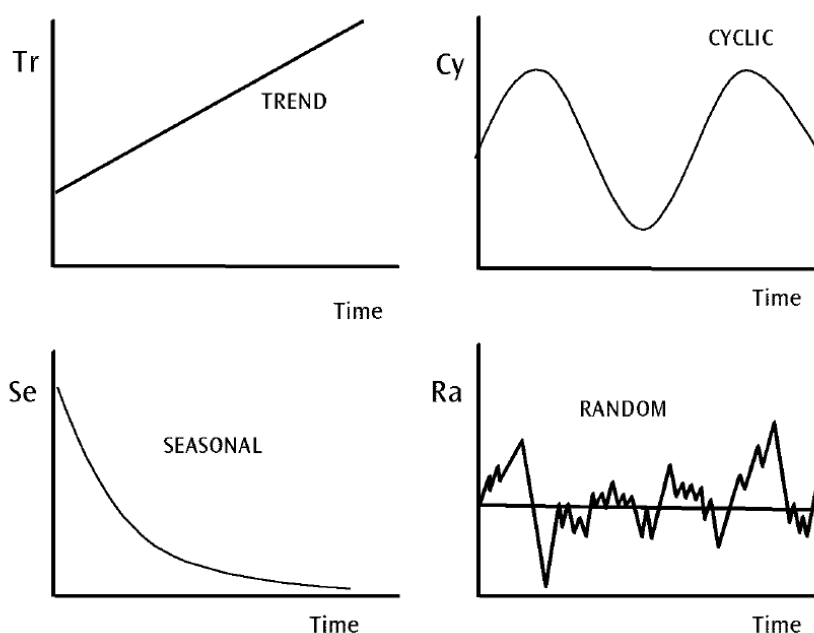 Tr
TREND
Time
Cy
CYCLIC
Time
Se
SEASONAL
Time
Ra
RANDOM
Time